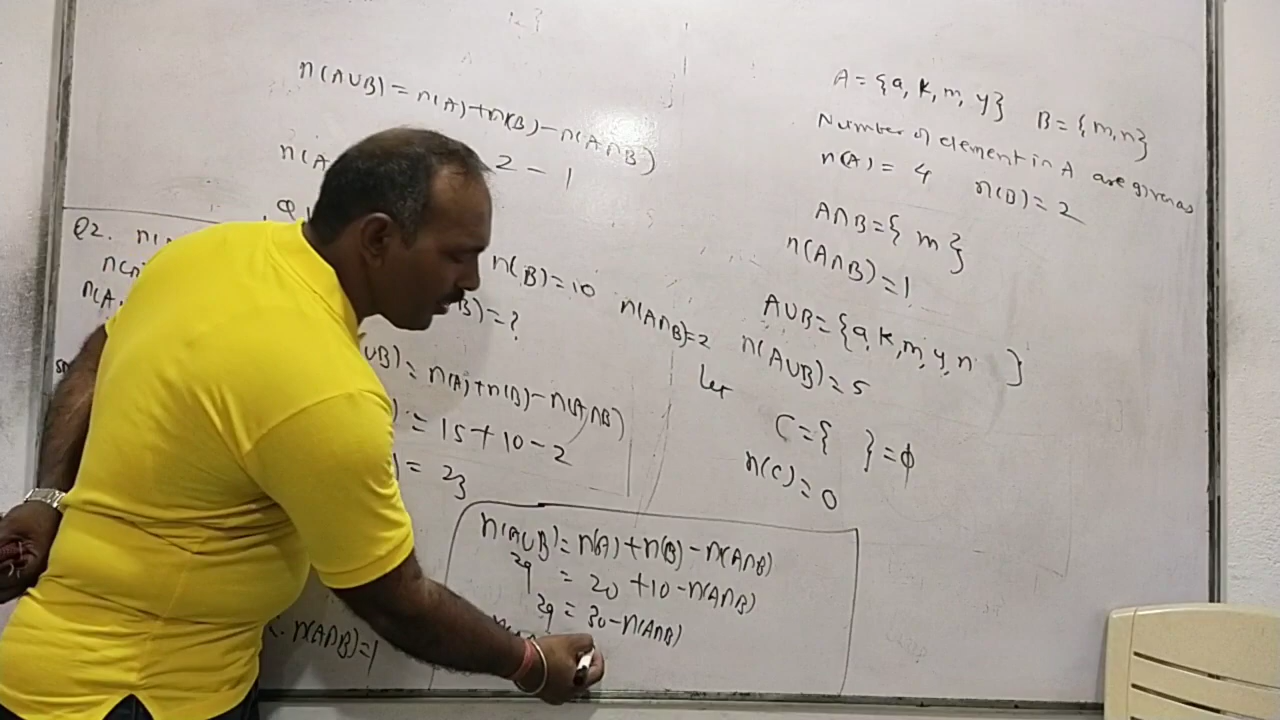 n(A∪B) = n(A)+n(B)-n(A∩B)
n(A 2 - 1
Q
n(B)=10 n(A∩B)=2
B)=?
∪B)= n(A)+n(B)-n(A∩B)
) = 15+10-2
) = 23
Q2. n(
n(
n(A
n(A∩B)=1
n(A∪B)= n(A)+n(B)-n(A∩B)
29 = 20 +10-n(A∩B)
29 = 30-n(A∩B)
A = {a, k, m, y} B = {m, n}
Number of element in A are given as
n(A) = 4 n(B) = 2
A∩B = { m }
n(A∩B) = 1
A∪B = {a, k, m, y, n }
n(A∪B) = 5
Let
C = { } = ϕ
n(C) = 0